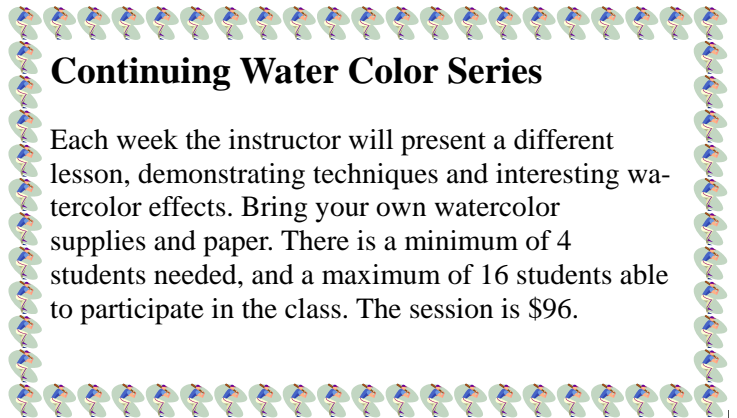 Continuing Water Color Series
Each week the instructor will present a different
lesson, demonstrating techniques and interesting wa-
tercolor effects. Bring your own watercolor
supplies and paper. There is a minimum of 4
students needed, and a maximum of 16 students able
to participate in the class. The session is $96.